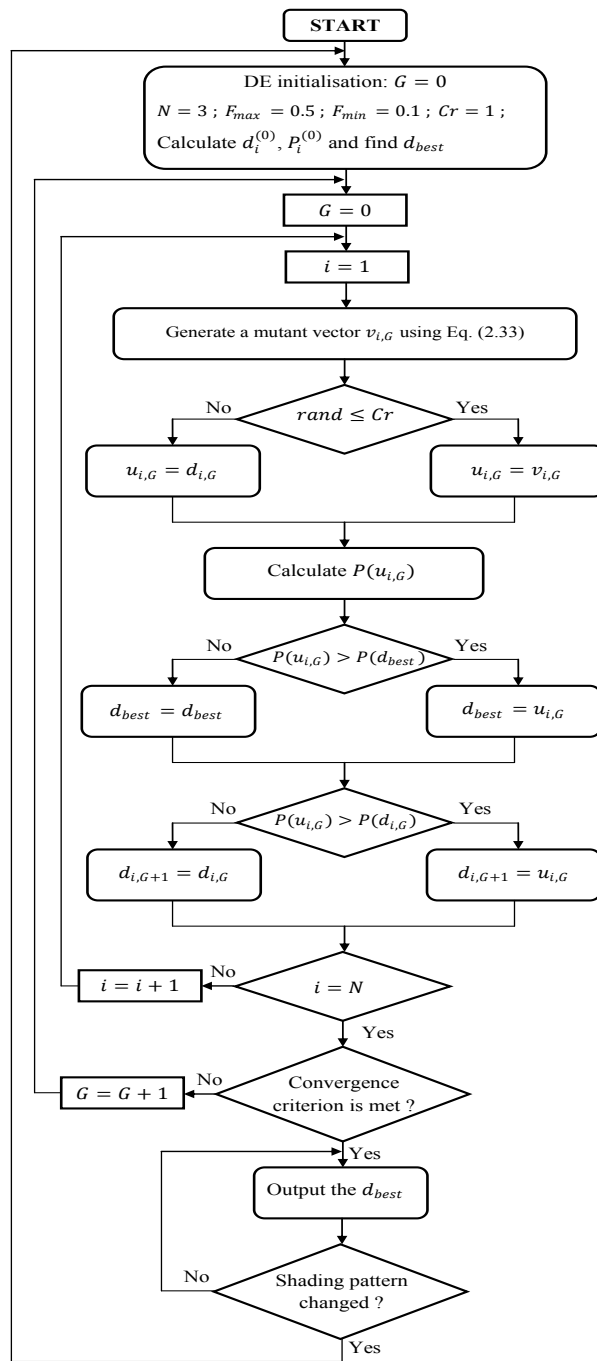 START
DE initialisation: G = 0
N = 3 ; F_max = 0.5 ; F_min = 0.1 ; Cr = 1 ;
Calculate d_i^(0), P_i^(0) and find d_best
G = 0
i = 1
Generate a mutant vector v_i,G using Eq. (2.33)
No
rand ≤ Cr
Yes
u_i,G = d_i,G
u_i,G = v_i,G
Calculate P(u_i,G)
No
P(u_i,G) > P(d_best)
Yes
d_best = d_best
d_best = u_i,G
No
P(u_i,G) > P(d_i,G)
Yes
d_i,G+1 = d_i,G
d_i,G+1 = u_i,G
i = i + 1
No
i = N
Yes
G = G + 1
No
Convergence
criterion is met ?
Yes
Output the d_best
No
Shading pattern
changed ?
Yes